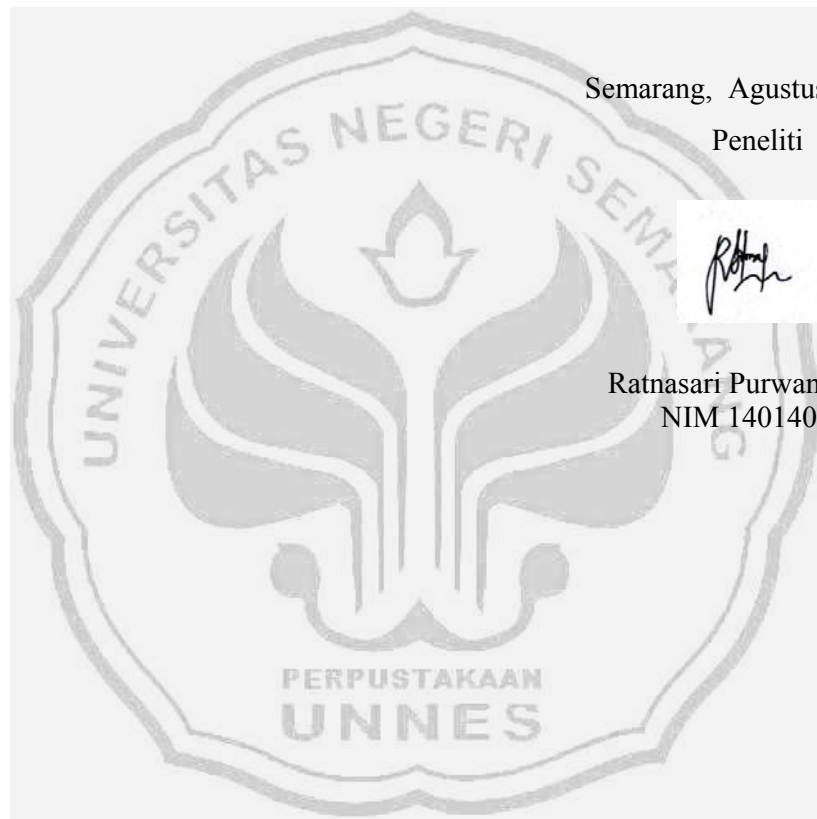 Semarang, Agustus
Peneliti
Ratnasari Purwan
NIM 140140
UNIVERSITAS NEGERI SEMARANG
PERPUSTAKAAN
UNNES